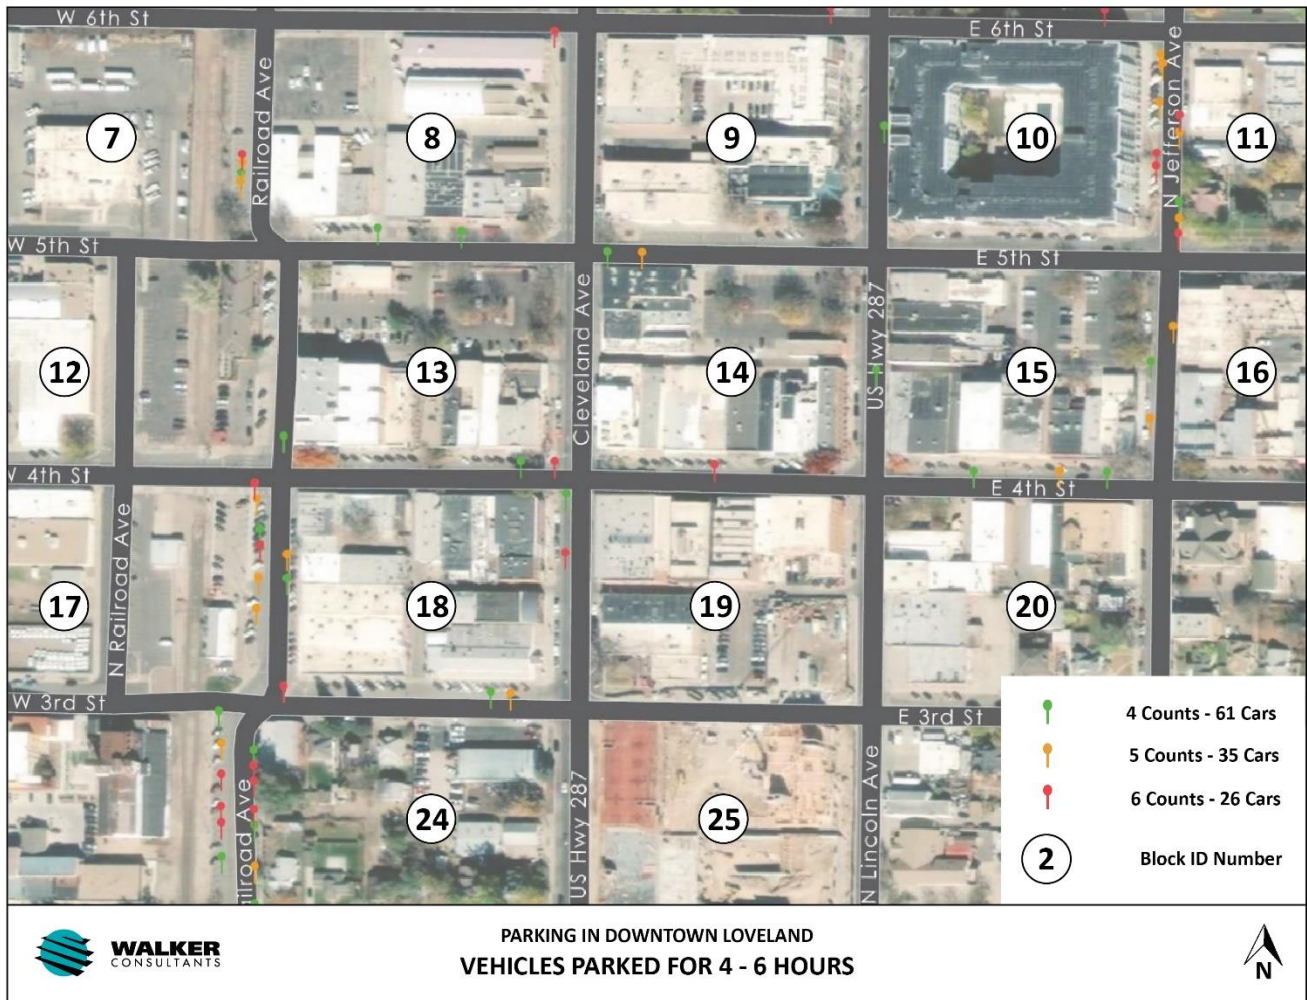 W 6th St
E 6th St
Railroad Ave
N Jefferson Ave
7
8
9
10
11
W 5th St
E 5th St
Cleveland Ave
US Hwy 287
12
13
14
15
16
W 4th St
E 4th St
N Railroad Ave
17
18
19
20
W 3rd St
E 3rd St
4 Counts - 61 Cars
5 Counts - 35 Cars
6 Counts - 26 Cars
2 Block ID Number
ailroad Ave
24
US Hwy 287
25
N Lincoln Ave
WALKER
CONSULTANTS
PARKING IN DOWNTOWN LOVELAND
VEHICLES PARKED FOR 4 - 6 HOURS
N